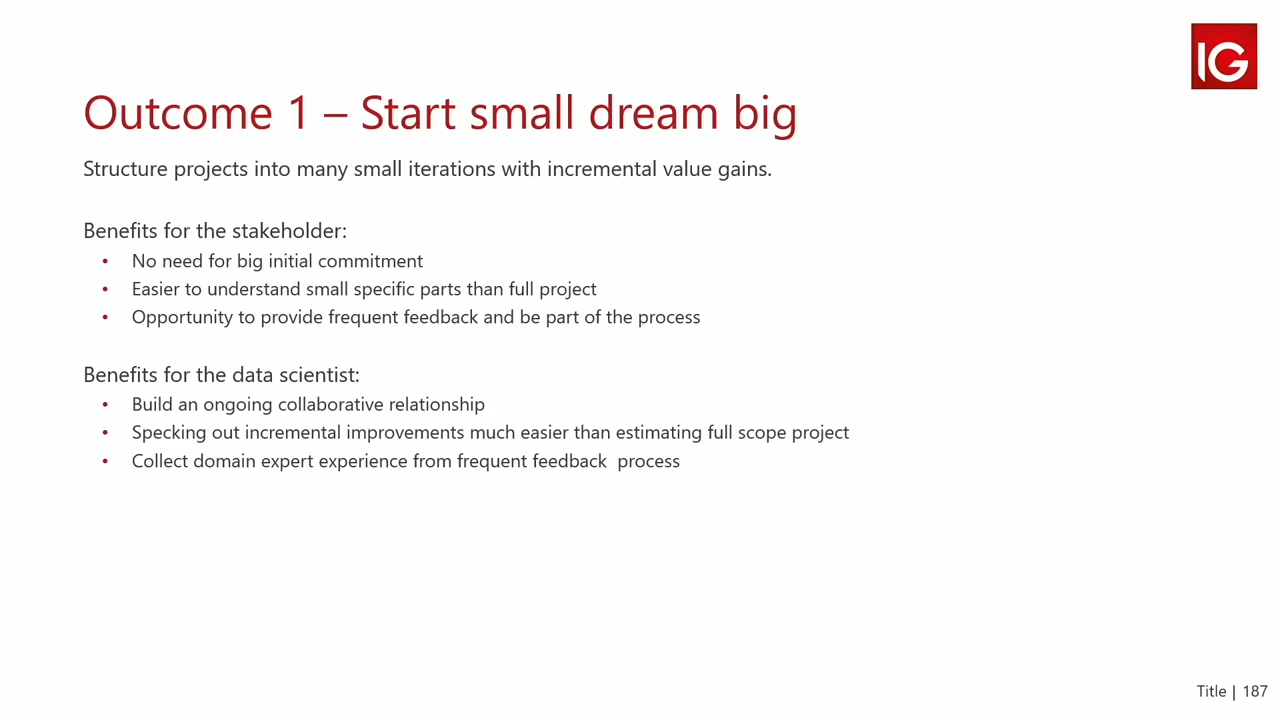 IG
Outcome 1 – Start small dream big
Structure projects into many small iterations with incremental value gains.
Benefits for the stakeholder:
• No need for big initial commitment
• Easier to understand small specific parts than full project
• Opportunity to provide frequent feedback and be part of the process
Benefits for the data scientist:
• Build an ongoing collaborative relationship
• Specking out incremental improvements much easier than estimating full scope project
• Collect domain expert experience from frequent feedback  process
Title | 187